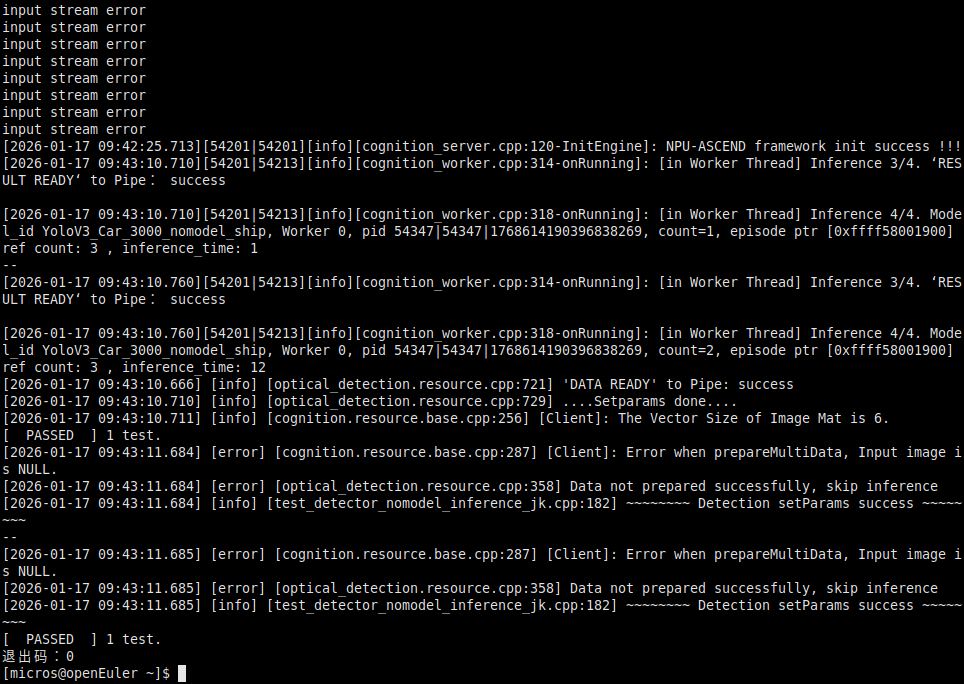 input stream error
input stream error
input stream error
input stream error
input stream error
input stream error
input stream error
input stream error
[2026-01-17 09:42:25.713][54201|54201][info][cognition_server.cpp:120-InitEngine]: NPU-ASCEND framework init success !!!
[2026-01-17 09:43:10.710][54201|54213][info][cognition_worker.cpp:314-onRunning]: [in Worker Thread] Inference 3/4. ‘RES
ULT READY‘ to Pipe： success
[2026-01-17 09:43:10.710][54201|54213][info][cognition_worker.cpp:318-onRunning]: [in Worker Thread] Inference 4/4. Mode
l_id YoloV3_Car_3000_nomodel_ship, Worker 0, pid 54347|54347|1768614190396838269, count=1, episode ptr [0xffff58001900]
ref count: 3 , inference_time: 1
--
[2026-01-17 09:43:10.760][54201|54213][info][cognition_worker.cpp:314-onRunning]: [in Worker Thread] Inference 3/4. ‘RES
ULT READY‘ to Pipe： success
[2026-01-17 09:43:10.760][54201|54213][info][cognition_worker.cpp:318-onRunning]: [in Worker Thread] Inference 4/4. Mode
l_id YoloV3_Car_3000_nomodel_ship, Worker 0, pid 54347|54347|1768614190396838269, count=2, episode ptr [0xffff58001900]
ref count: 3 , inference_time: 12
[2026-01-17 09:43:10.666] [info] [optical_detection.resource.cpp:721] 'DATA READY' to Pipe: success
[2026-01-17 09:43:10.710] [info] [optical_detection.resource.cpp:729] ....Setparams done....
[2026-01-17 09:43:10.711] [info] [cognition.resource.base.cpp:256] [Client]: The Vector Size of Image Mat is 6.
[  PASSED  ] 1 test.
[2026-01-17 09:43:11.684] [error] [cognition.resource.base.cpp:287] [Client]: Error when prepareMultiData, Input image i
s NULL.
[2026-01-17 09:43:11.684] [error] [optical_detection.resource.cpp:358] Data not prepared successfully, skip inference
[2026-01-17 09:43:11.684] [info] [test_detector_nomodel_inference_jk.cpp:182] ~~~~~~~~ Detection setParams success ~~~~~
~~~
--
[2026-01-17 09:43:11.685] [error] [cognition.resource.base.cpp:287] [Client]: Error when prepareMultiData, Input image i
s NULL.
[2026-01-17 09:43:11.685] [error] [optical_detection.resource.cpp:358] Data not prepared successfully, skip inference
[2026-01-17 09:43:11.685] [info] [test_detector_nomodel_inference_jk.cpp:182] ~~~~~~~~ Detection setParams success ~~~~~
~~~
[  PASSED  ] 1 test.
退出码：0
[micros@openEuler ~]$